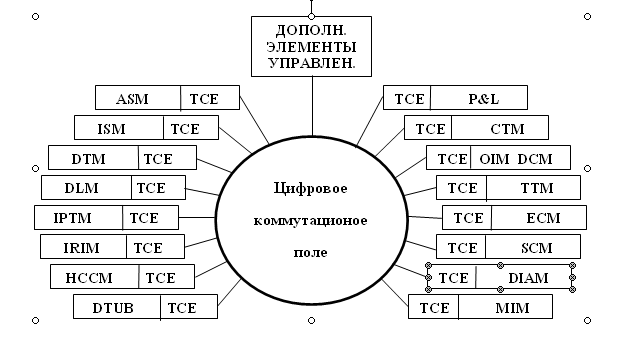 ДОПОЛН.
ЭЛЕМЕНТЫ
УПРАВЛЕН.
ASM TCE
ISM TCE
DTM TCE
DLM TCE
IPTM TCE
IRIM TCE
HCCM TCE
DTUB TCE
Цифровое
коммутационое
поле
TCE P&L
TCE CTM
TCE OIM DCM
TCE TTM
TCE ECM
TCE SCM
TCE DIAM
TCE MIM